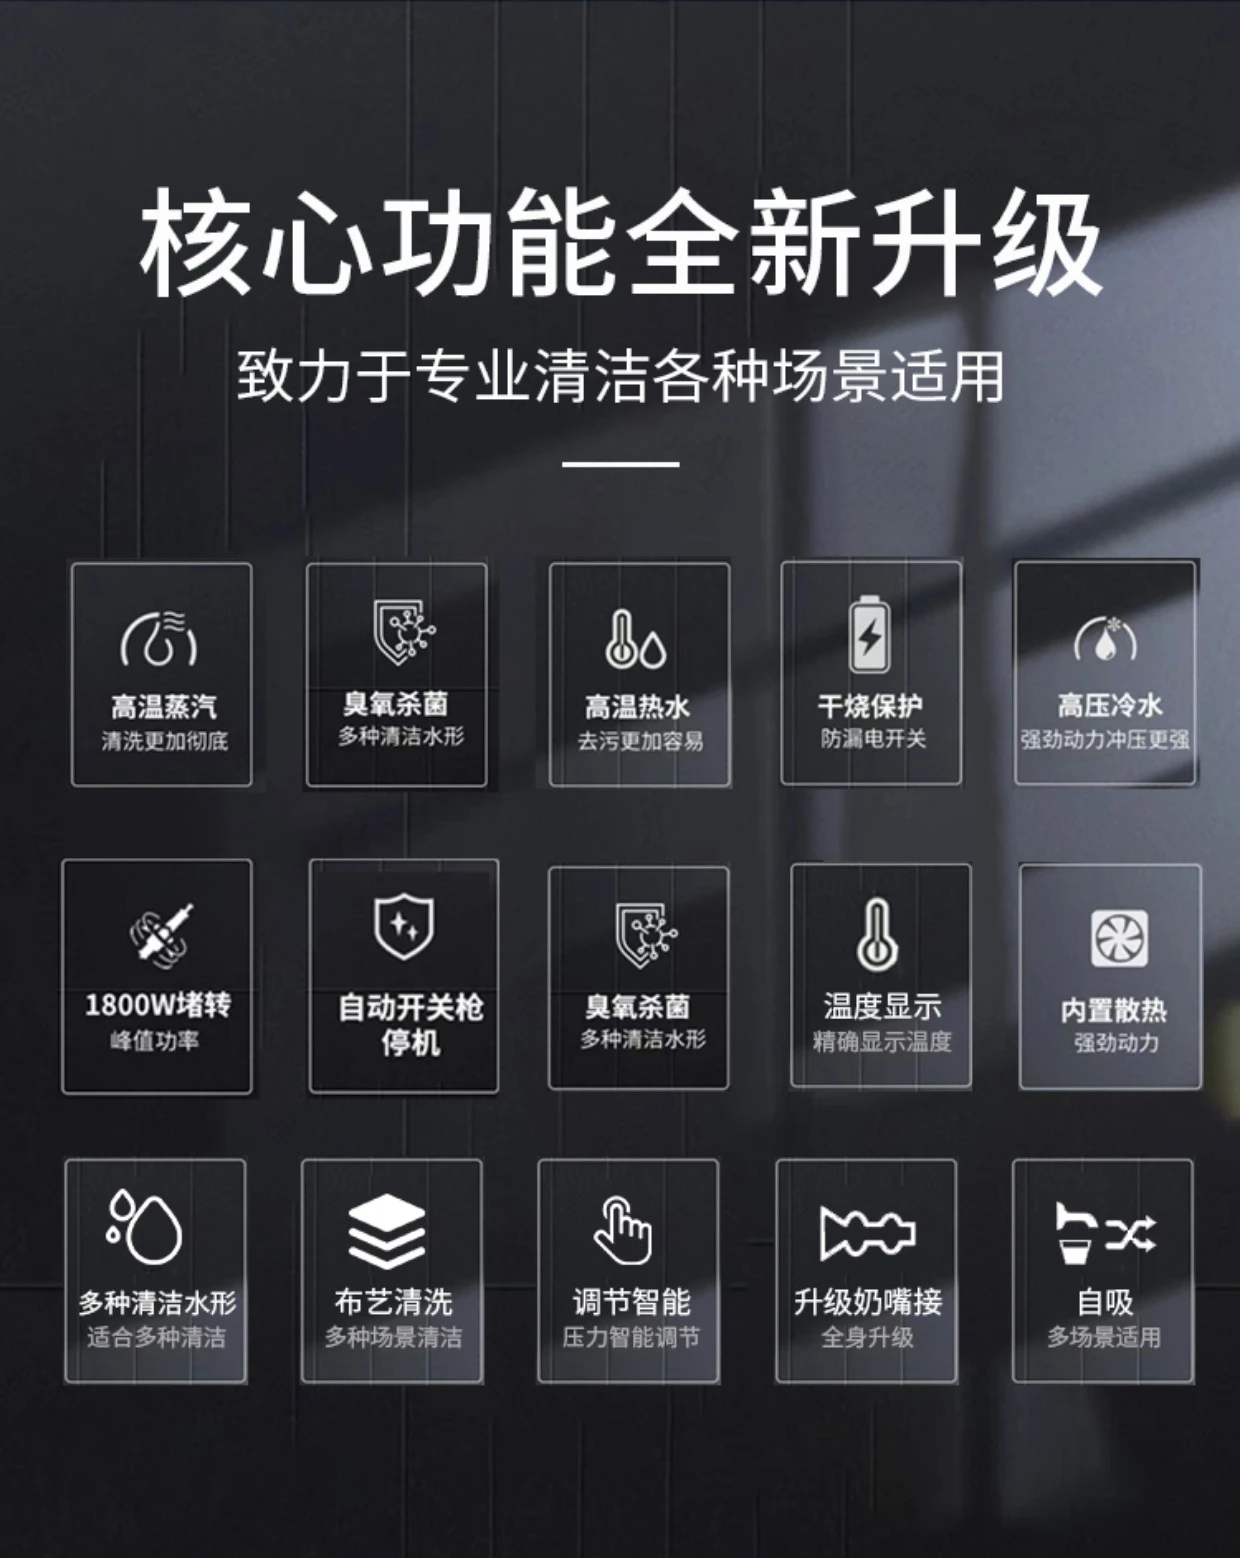 核心功能全新升级
致力于专业清洁各种场景适用
高温蒸汽
清洗更加彻底
臭氧杀菌
多种清洁水形
高温热水
去污更加容易
干烧保护
防漏电开关
高压冷水
强劲动力冲压更强
1800W堵转
峰值功率
自动开关枪
停机
臭氧杀菌
多种清洁水形
温度显示
精确显示温度
内置散热
强劲动力
多种清洁水形
适合多种清洁
布艺清洗
多种场景清洁
调节智能
压力智能调节
升级奶嘴接
全身升级
自吸
多场景适用